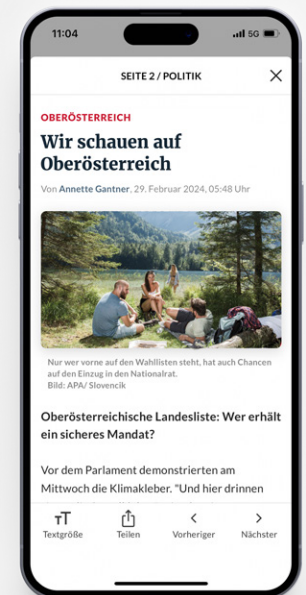 11:04
5G
SEITE 2 / POLITIK
OBERÖSTERREICH
Wir schauen auf
Oberösterreich
Von Annette Gantner, 29. Februar 2024, 05:48 Uhr
Nur wer vorne auf den Wahllisten steht, hat auch Chancen
auf den Einzug in den Nationalrat.
Bild: APA/ Slovencik
Oberösterreichische Landesliste: Wer erhält
ein sicheres Mandat?
Vor dem Parlament demonstrierten am
Mittwoch die Klimakleber. "Und hier drinnen
TT
Textgröße
Teilen
Vorheriger
Nächster